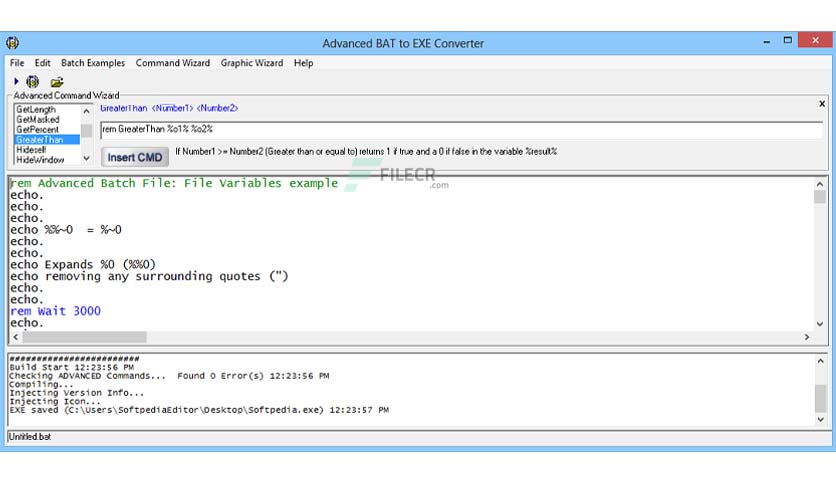 Advanced BAT to EXE Converter
File Edit Batch Examples Command Wizard Graphic Wizard Help
Advanced Command Wizard
GetLength
GetMasked
GetPercent
GreaterThan
Hideself
HideWindow
GreaterThan <Number1> <Number2>
rem GreaterThan %o1% %o2%
Insert CMD
If Number1 >= Number2 (Greater than or equal to) returns 1 if true and a 0 if false in the variable %result%
FILECR
.com
rem Advanced Batch File: File Variables example
echo.
echo.
echo.
echo %%~0  = %~0
echo.
echo.
echo Expands %0 (%%0)
echo removing any surrounding quotes (")
echo.
echo.
rem Wait 3000
echo.
########################
Build Start 12:23:56 PM
Checking ADVANCED Commands...  Found 0 Error(s) 12:23:56 PM
Compiling...
Injecting Version Info...
Injecting Icon...
EXE saved (C:\Users\SoftpediaEditor\Desktop\Softpedia.exe) 12:23:57 PM
Untitled.bat